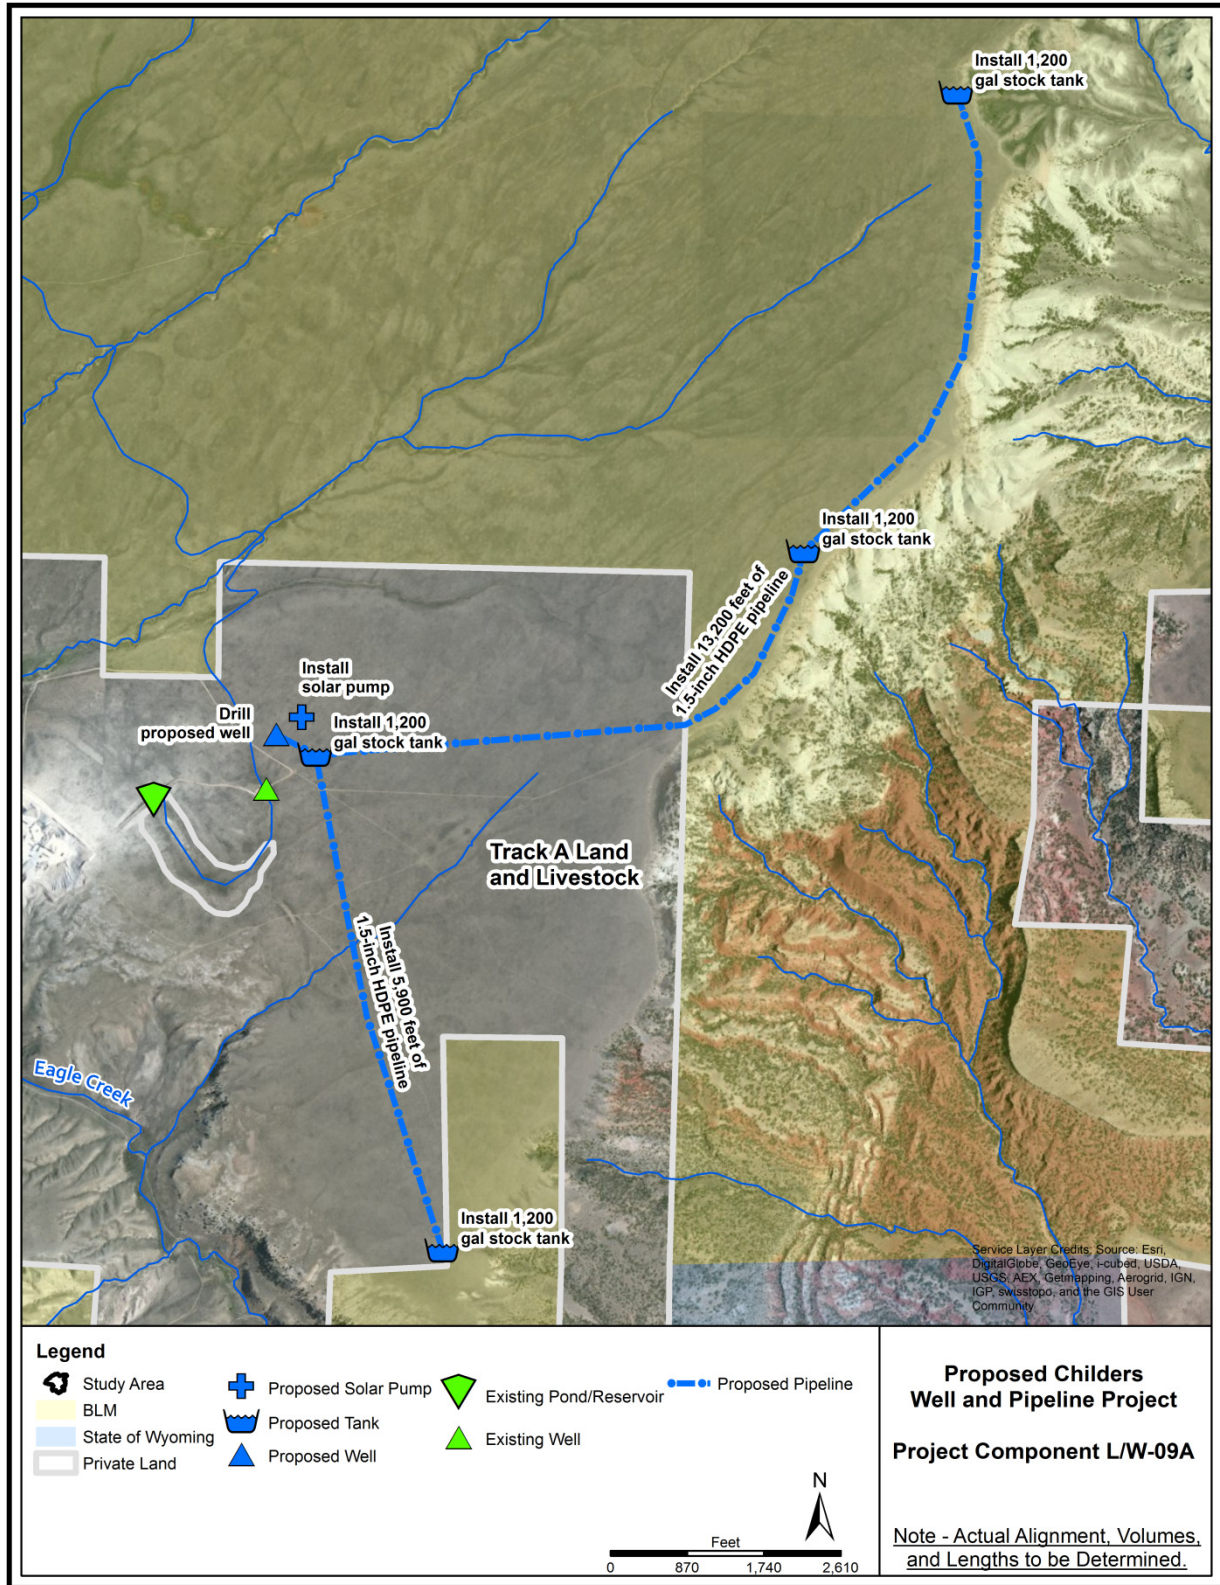 Install 1,200
gal stock tank
Install 1,200
gal stock tank
Install 13,200 feet of
1.5-inch HDPE pipeline
Install
solar pump
Drill
proposed well
Install 1,200
gal stock tank
Track A Land
and Livestock
Install 5,900 feet of
1.5-inch HDPE pipeline
Eagle Creek
Install 1,200
gal stock tank
Service Layer Credits: Source: Esri,
DigitalGlobe, GeoEye, i-cubed, USDA,
USGS, AEX, Getmapping, Aerogrid, IGN,
IGP, swisstopo, and the GIS User
Community
Legend
Study Area
BLM
State of Wyoming
Private Land
Proposed Solar Pump
Proposed Tank
Proposed Well
Existing Pond/Reservoir
Existing Well
Proposed Pipeline
N
Feet
0 870 1,740 2,610
Proposed Childers
Well and Pipeline Project
Project Component L/W-09A
Note - Actual Alignment, Volumes,
and Lengths to be Determined.